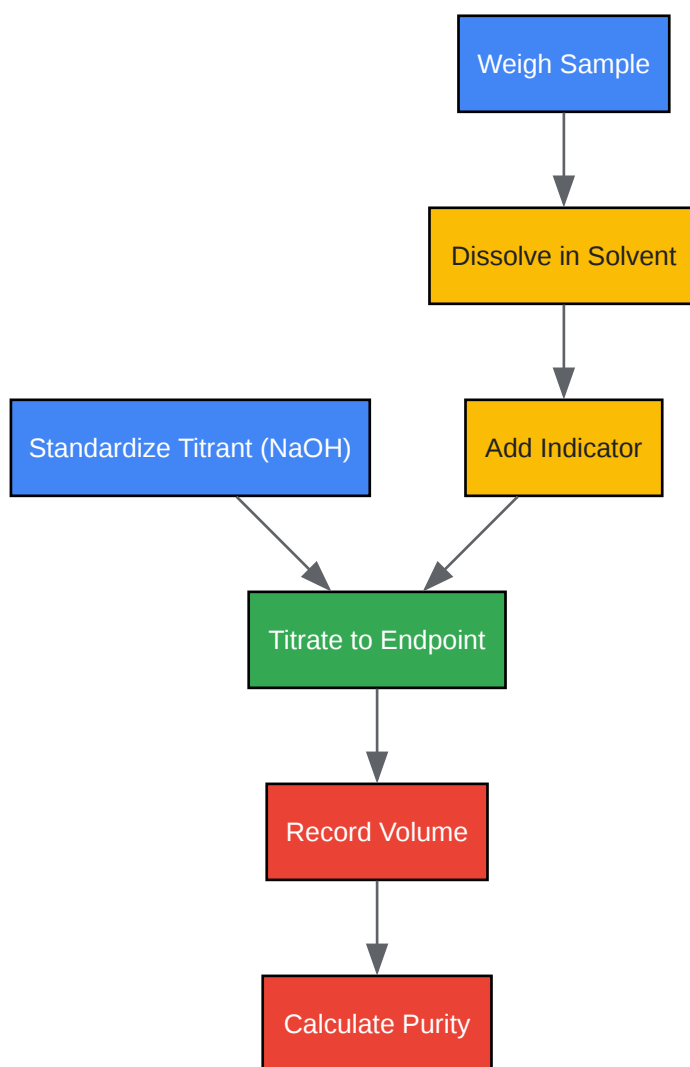 Weigh Sample
Dissolve in Solvent
Standardize Titrant (NaOH)
Add Indicator
Titrate to Endpoint
Record Volume
Calculate Purity